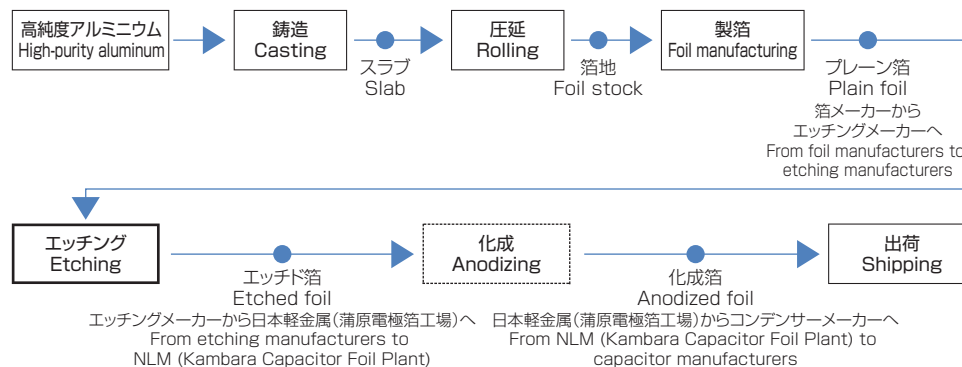 高純度アルミニウム
High-purity aluminum
鋳造
Casting
スラブ
Slab
圧延
Rolling
箔地
Foil stock
製箔
Foil manufacturing
プレーン箔
Plain foil
箔メーカーから
エッチングメーカーへ
From foil manufacturers to
etching manufacturers
エッチング
Etching
エッチド箔
Etched foil
エッチングメーカーから日本軽金属(蒲原電極箔工場)へ
From etching manufacturers to
NLM (Kambara Capacitor Foil Plant)
化成
Anodizing
化成箔
Anodized foil
日本軽金属(蒲原電極箔工場)からコンデンサーメーカーへ
From NLM (Kambara Capacitor Foil Plant) to
capacitor manufacturers
出荷
Shipping